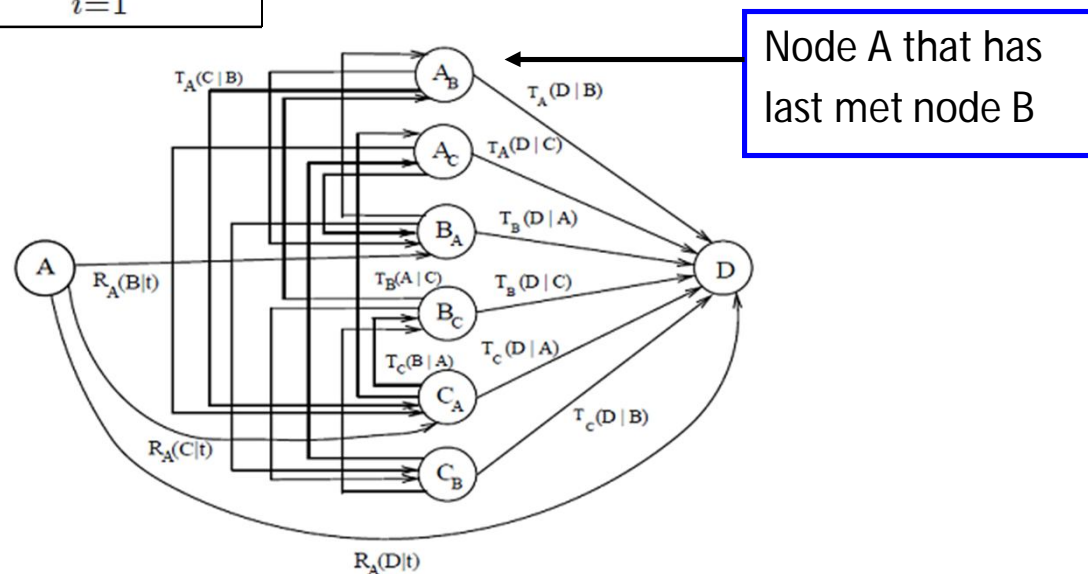 i=1
Node A that has
last met node B
A_B
T_A(C | B)
T_A(D | B)
A_C
T_A(D | C)
B_A
T_B(D | A)
A
D
R_A(B|t)
T_B(A | C)
T_B(D | C)
B_C
T_C(B | A)
T_C(D | A)
C_A
T_C(D | B)
R_A(C|t)
C_B
R_A(D|t)